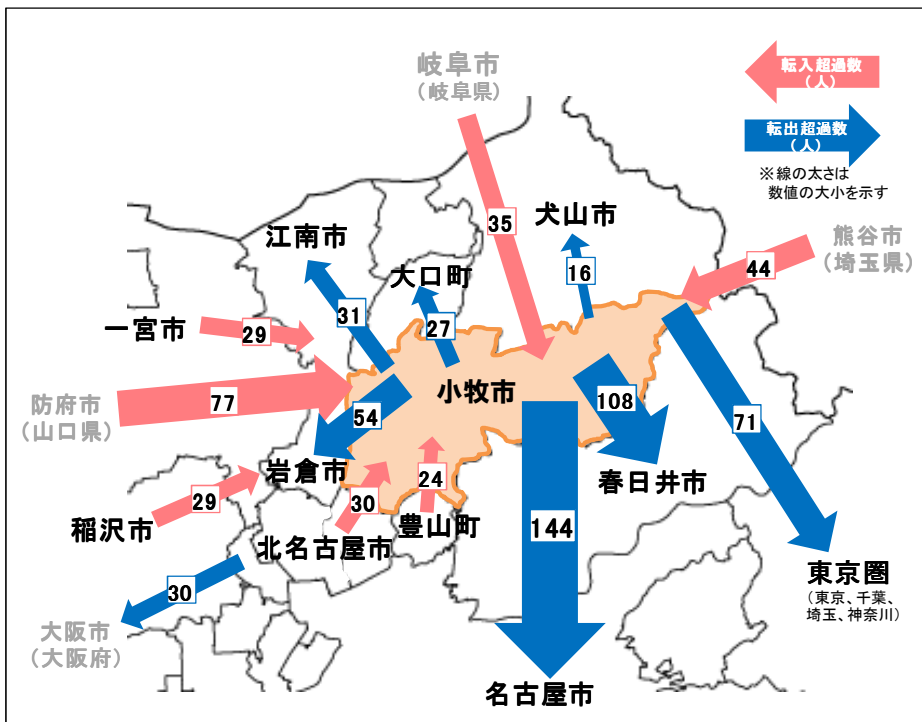 岐阜市
(岐阜県)
転入超過数
(人)
転出超過数
(人)
※線の太さは
数値の大小を示す
犬山市
35
江南市
熊谷市
(埼玉県)
44
16
大口町
31
27
一宮市
29
小牧市
防府市
(山口県)
77
54
108
71
岩倉市
24
春日井市
29
30
稲沢市
豊山町
144
北名古屋市
30
東京圏
(東京、千葉、
埼玉、神奈川)
大阪市
(大阪府)
名古屋市